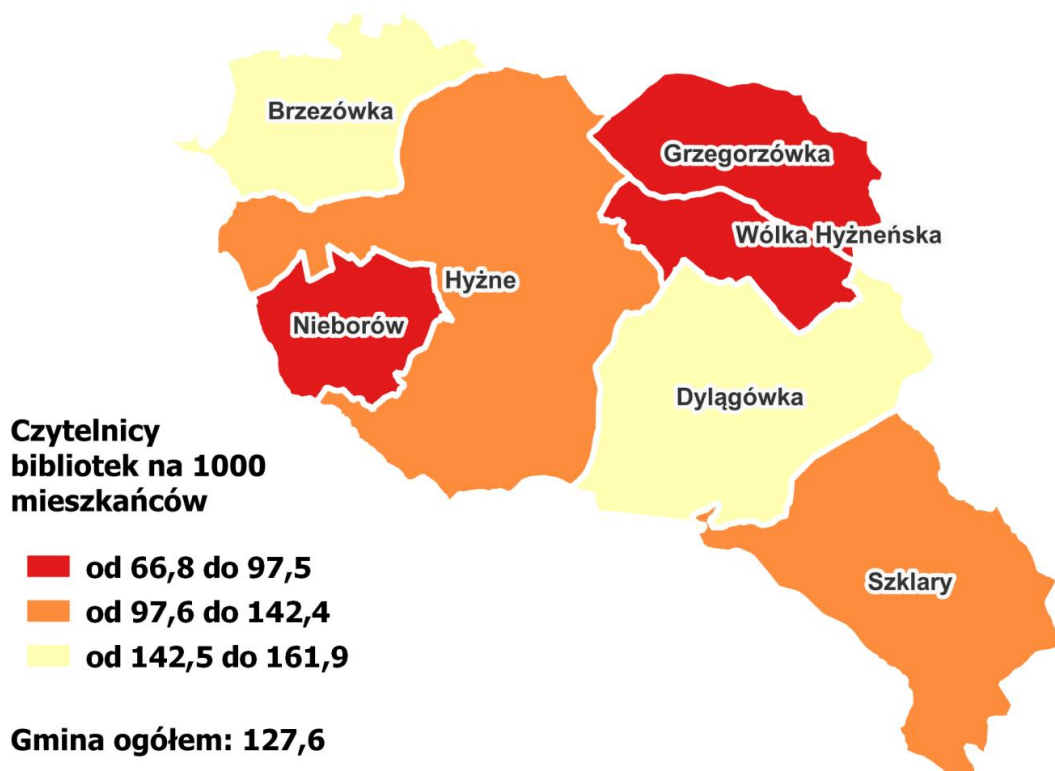 Brzezówka
Grzegorzówka
Wólka Hyżneńska
Hyżne
Nieborów
Dylągówka
Szklary
Czytelnicy
bibliotek na 1000
mieszkańców
od 66,8 do 97,5
od 97,6 do 142,4
od 142,5 do 161,9
Gmina ogółem: 127,6